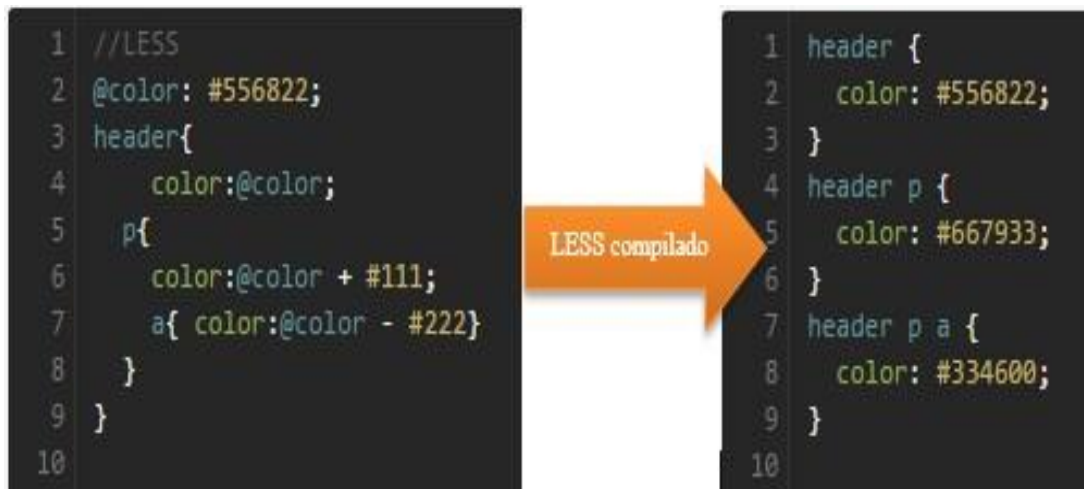 1 //LESS
2 @color: #556822;
3 header{
4     color:@color;
5   p{
6     color:@color + #111;
7     a{ color:@color - #222}
8   }
9 }
10
LESS compilado
1 header {
2   color: #556822;
3 }
4 header p {
5   color: #667933;
6 }
7 header p a {
8   color: #334600;
9 }
10